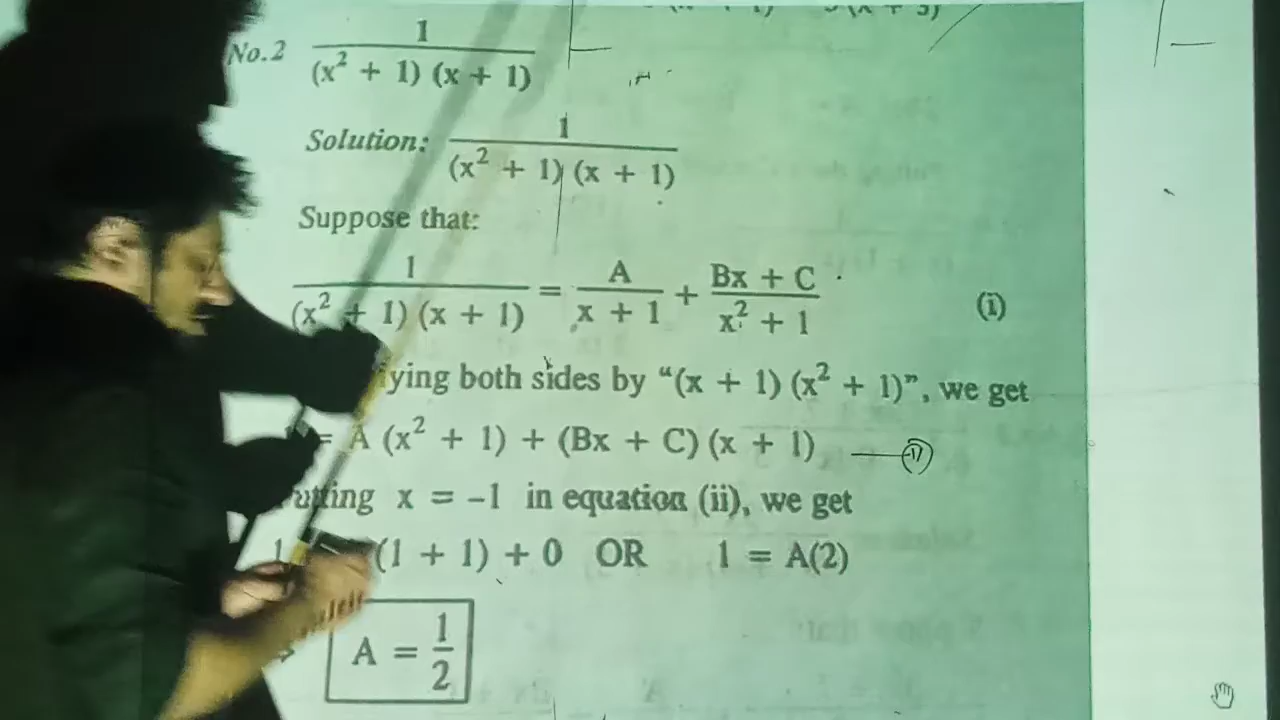 No.2 1 / (x² + 1) (x + 1)
Solution: 1 / (x² + 1) (x + 1)
Suppose that:
1 / (x² + 1) (x + 1) = A / x + 1 + Bx + C / x² + 1 (i)
ying both sides by “(x + 1) (x² + 1)”, we get
= A (x² + 1) + (Bx + C) (x + 1)
utting x = –1 in equation (ii), we get
1 (1 + 1) + 0 OR 1 = A(2)
A = 1 / 2